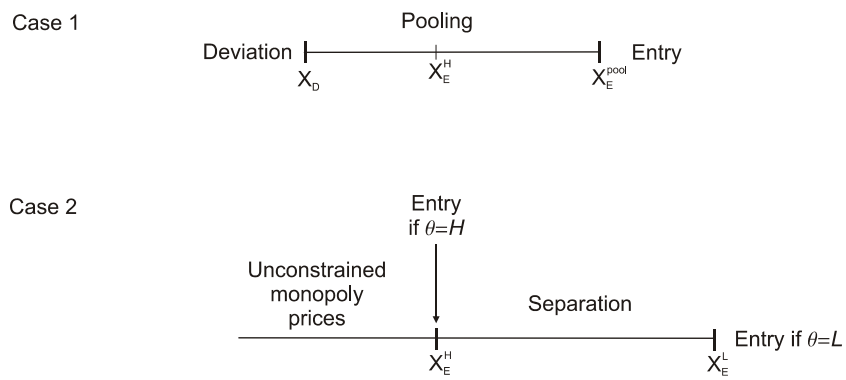 Case 1
Pooling
Deviation
Entry
X_D
X_E^H
X_E^pool
Case 2
Entry
if θ=H
Unconstrained
monopoly
prices
Separation
Entry if θ=L
X_E^H
X_E^L